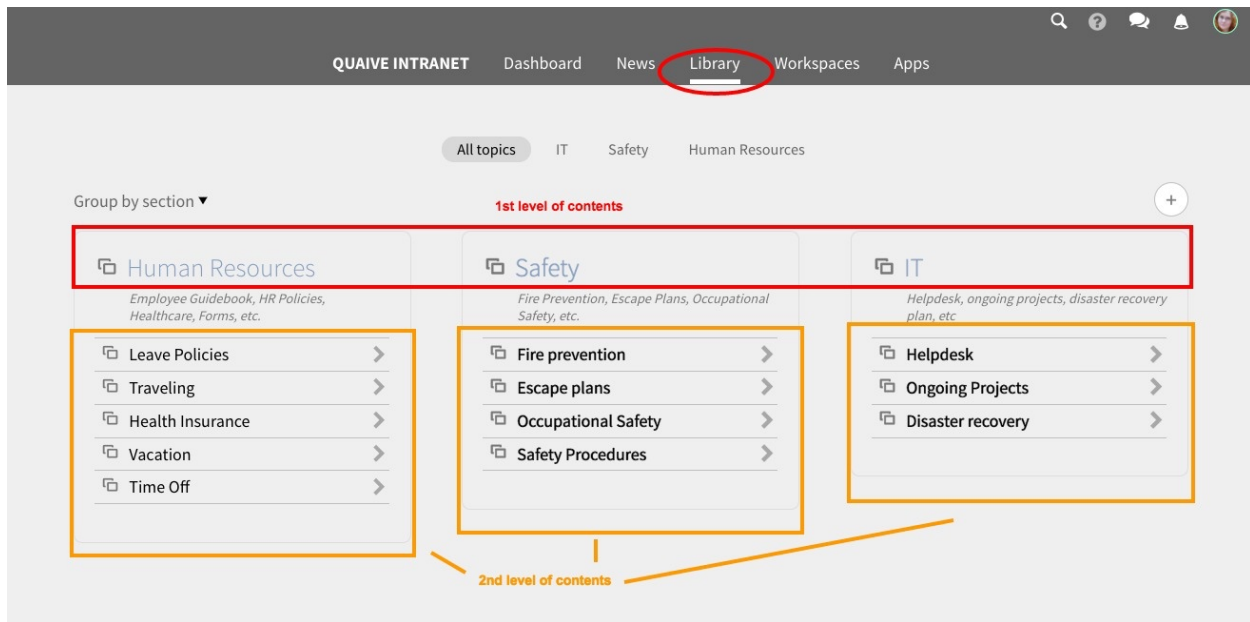 QUAIVE INTRANET Dashboard News Library Workspaces Apps
All topics IT Safety Human Resources
Group by section
1st level of contents
Human Resources
Employee Guidebook, HR Policies,
Healthcare, Forms, etc.
Leave Policies
Traveling
Health Insurance
Vacation
Time Off
Safety
Fire Prevention, Escape Plans, Occupational
Safety, etc.
Fire prevention
Escape plans
Occupational Safety
Safety Procedures
IT
Helpdesk, ongoing projects, disaster recovery
plan, etc
Helpdesk
Ongoing Projects
Disaster recovery
2nd level of contents